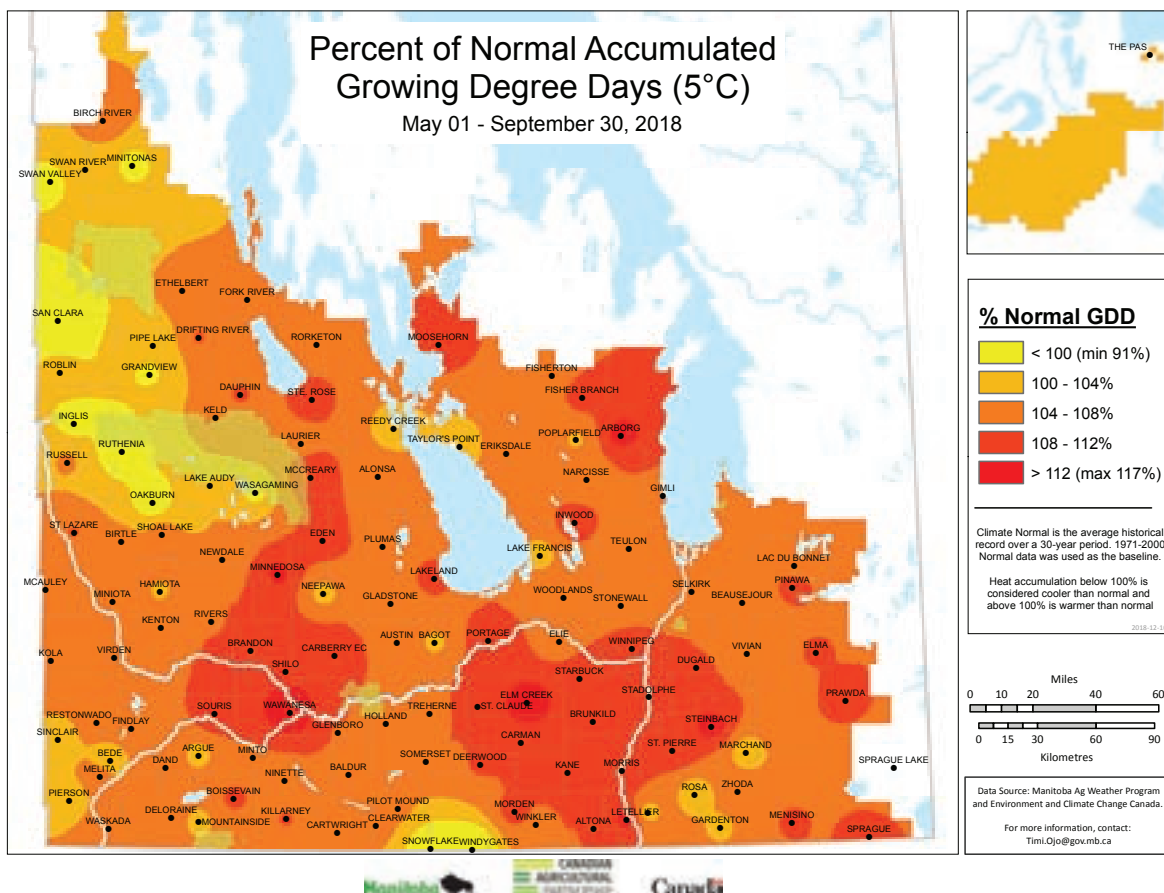 Percent of Normal Accumulated
Growing Degree Days (5°C)
May 01 - September 30, 2018
THE PAS
BIRCH RIVER
SWAN RIVER
MINITONAS
SWAN VALLEY
ETHELBERT
FORK RIVER
SAN CLARA
DRIFTING RIVER
PIPE LAKE
RORKETON
MOOSEHORN
ROBLIN
GRANDVIEW
FISHERTON
DAUPHIN
STE. ROSE
FISHER BRANCH
INGLIS
KELD
REEDY CREEK
TAYLOR'S POINT
POPLARFIELD
ARBORG
RUTHENIA
LAURIER
ERIKSDALE
RUSSELL
LAKE AUDY
WASAGAMING
MCCREARY
ALONSA
NARCISSE
OAKBURN
GIMLI
ST LAZARE
BIRTLE
SHOAL LAKE
EDEN
PLUMAS
INWOOD
NEWDALE
LAKE FRANCIS
TEULON
LAC DU BONNET
MINNEDOSA
MCAULEY
HAMIOTA
NEEPAWA
LAKELAND
SELKIRK
PINAWA
MINIOTA
GLADSTONE
WOODLANDS
STONEWALL
BEAUSEJOUR
KENTON
RIVERS
BRANDON
CARBERRY EC
AUSTIN
BAGOT
PORTAGE
ELIE
WINNIPEG
VIVIAN
ELMA
KOLA
VIRDEN
SHILO
STARBUCK
DUGALD
SOURIS
WAWANESA
ELM CREEK
STADOLPHE
PRAWDA
RESTONWADO
FINDLAY
GLENBORO
HOLLAND
TREHERNE
ST. CLAUDE
BRUNKILD
STEINBACH
SINCLAIR
MINTO
CARMAN
ST. PIERRE
MARCHAND
BEDE
ARGUE
DAND
SOMERSET
DEERWOOD
KANE
MORRIS
SPRAGUE LAKE
MELITA
NINETTE
BALDUR
PIERSON
BOISSEVAIN
ROSA
ZHODA
DELORAINE
MOUNTAINSIDE
KILLARNEY
PILOT MOUND
MORDEN
LETELLIER
WASKADA
CARTWRIGHT
CLEARWATER
WINKLER
ALTONA
GARDENTON
MENISINO
SPRAGUE
SNOWFLAKE
WINDYGATES
% Normal GDD
< 100 (min 91%)
100 - 104%
104 - 108%
108 - 112%
> 112 (max 117%)
Climate Normal is the average historical
record over a 30-year period. 1971-2000
Normal data was used as the baseline.
Heat accumulation below 100% is
considered cooler than normal and
above 100% is warmer than normal
Miles
0 5 10 20 40 60
0 5 15 30 60 90
Kilometres
Data Source: Manitoba Ag Weather Program
and Environment and Climate Change Canada.
For more information, contact:
Timi.Ojo@gov.mb.ca
Manitoba
CANADIAN
AGRICULTURAL
PARTNERSHIP
Canada